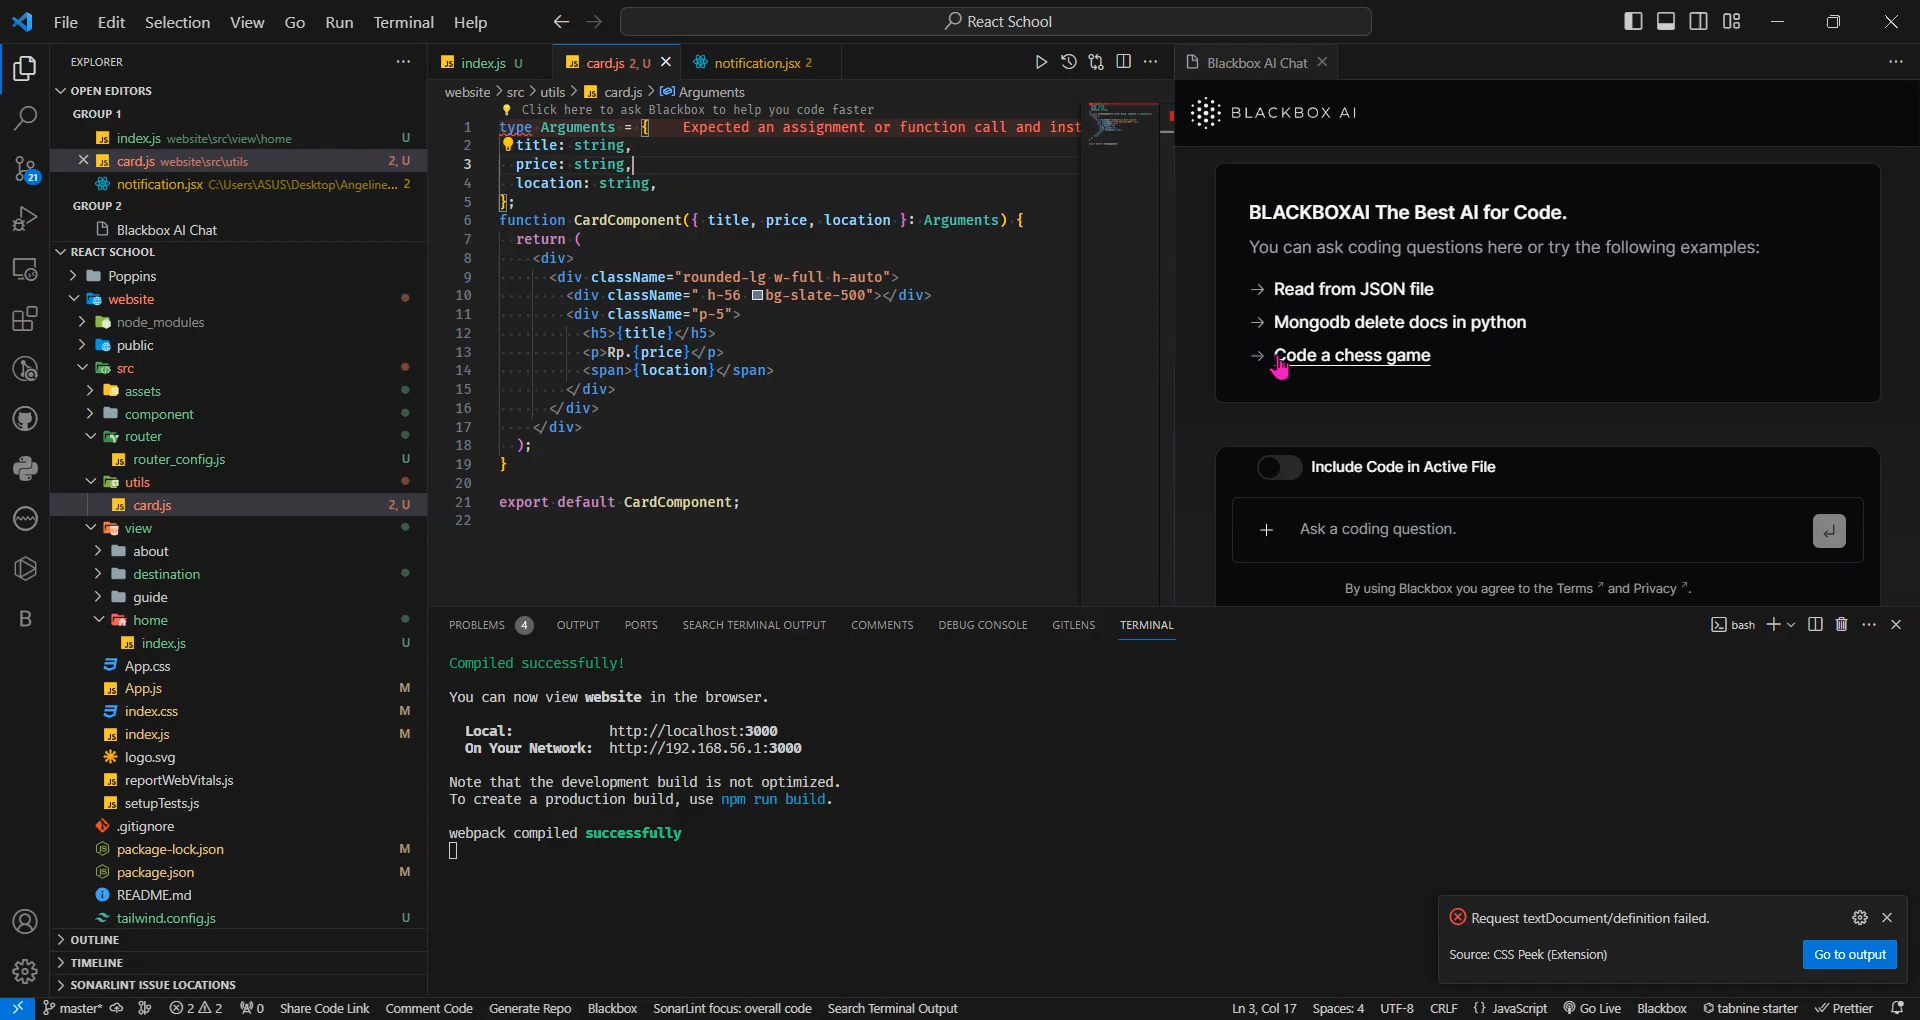 File Edit Selection View Go Run Terminal Help
React School
EXPLORER
OPEN EDITORS
GROUP 1
index.js website\src\view\home U
card.js website\src\utils 2, U
notification.jsx C:\Users\ASUS\Desktop\Angeline... 2
GROUP 2
Blackbox AI Chat
REACT SCHOOL
Poppins
website
node_modules
public
src
assets
component
router
router_config.js U
utils
card.js 2, U
view
about
destination
guide
home
index.js U
App.css
App.js M
index.css M
index.js M
logo.svg
reportWebVitals.js
setupTests.js
.gitignore
package-lock.json M
package.json M
README.md
tailwind.config.js U
OUTLINE
TIMELINE
SONARLINT ISSUE LOCATIONS
21
index.js U
card.js 2, U
notification.jsx 2
website > src > utils > card.js > Arguments
Click here to ask Blackbox to help you code faster
1 type Arguments = { Expected an assignment or function call and inst
2 title: string,
3 price: string,
4 location: string,
5 };
6 function CardComponent({ title, price, location }: Arguments) {
7 return (
8 <div>
9 <div className="rounded-lg w-full h-auto">
10 <div className=" h-56 bg-slate-500"></div>
11 <div className="p-5">
12 <h5>{title}</h5>
13 <p>Rp.{price}</p>
14 <span>{location}</span>
15 </div>
16 </div>
17 </div>
18 );
19 }
20
21 export default CardComponent;
22
Blackbox AI Chat
BLACKBOX AI
BLACKBOXAI The Best AI for Code.
You can ask coding questions here or try the following examples:
→ Read from JSON file
→ Mongodb delete docs in python
→ Code a chess game
Include Code in Active File
+ Ask a coding question.
By using Blackbox you agree to the Terms ↗ and Privacy ↗.
PROBLEMS 4 OUTPUT PORTS SEARCH TERMINAL OUTPUT COMMENTS DEBUG CONSOLE GITLENS TERMINAL
bash
Compiled successfully!
You can now view website in the browser.
Local: http://localhost:3000
On Your Network: http://192.168.56.1:3000
Note that the development build is not optimized.
To create a production build, use npm run build.
webpack compiled successfully
Request textDocument/definition failed.
Source: CSS Peek (Extension)
Go to output
master* 2 2 0 Share Code Link Comment Code Generate Repo Blackbox SonarLint focus: overall code Search Terminal Output
Ln 3, Col 17 Spaces: 4 UTF-8 CRLF {} JavaScript Go Live Blackbox tabnine starter Prettier